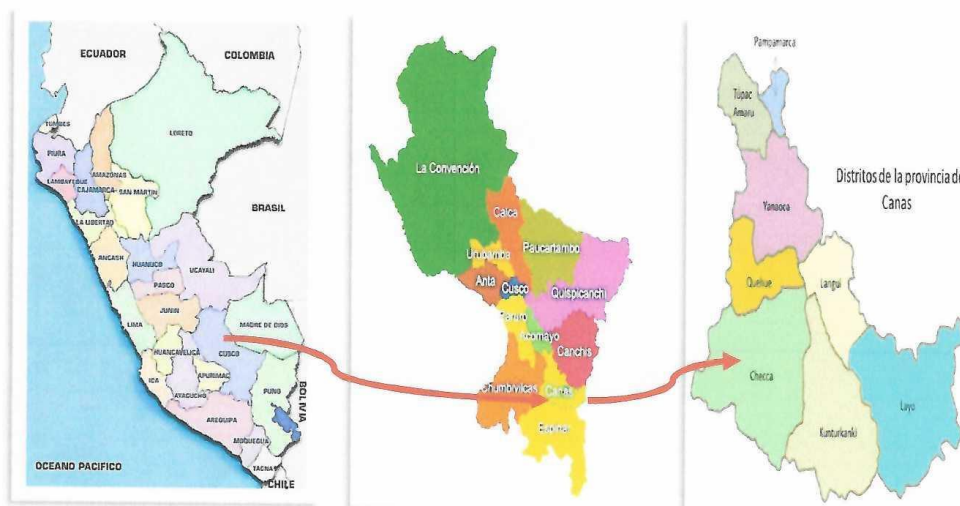 ECUADOR
COLOMBIA
TUMBES
PIURA
LORETO
LAMBAYEQUE
AMAZONAS
CAJAMARCA
SAN MARTIN
LA LIBERTAD
BRASIL
ANCASH
HUANUCO
UCAYALI
PASCO
JUNIN
LIMA
MADRE DE DIOS
HUANCAVELICA
CUSCO
ICA
APURIMAC
AYACUCHO
PUNO
BOLIVIA
AREQUIPA
MOQUEGUA
OCEANO PACIFICO
TACNA
CHILE
La Convención
Calca
Paucartambo
Urubamba
Anta
Cusco
Quispicanchi
Paruro
Acomayo
Canchis
Chumbivilcas
Canas
Espinar
Pampamarca
Tupac
Amaru
Distritos de la provincia de
Canas
Yanaoca
Quehue
Langui
Checca
Layo
Kunturkanki